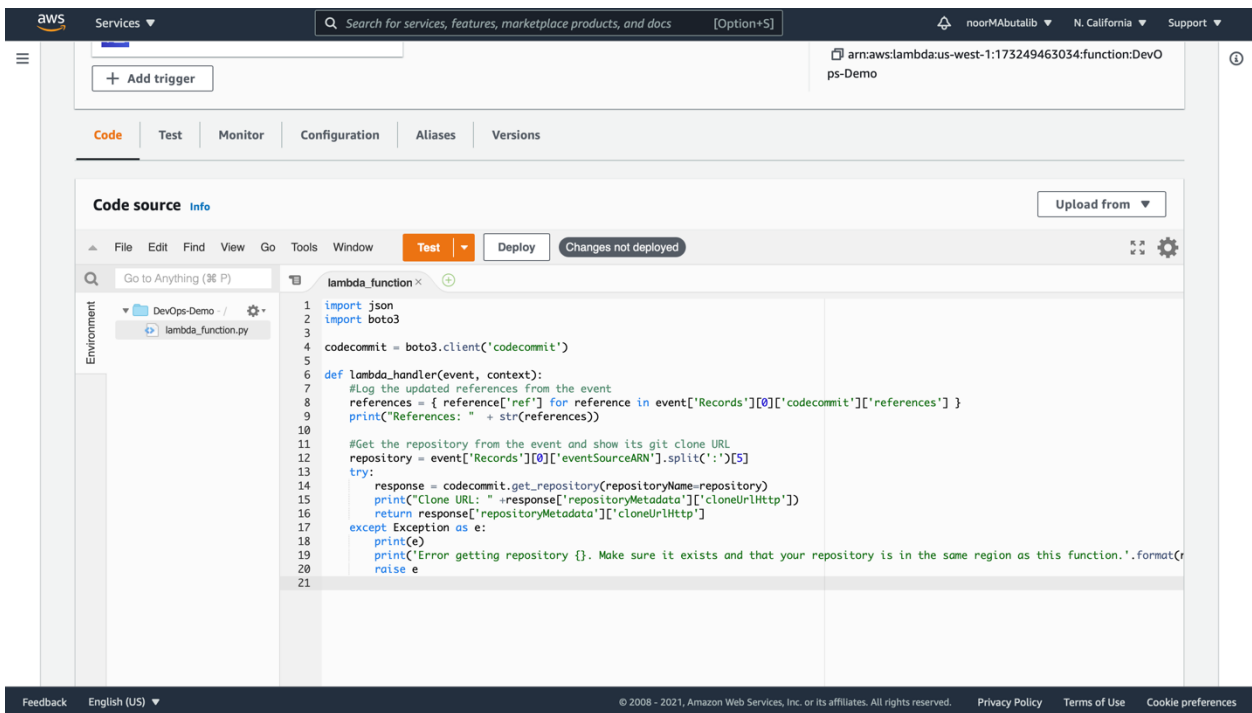 aws Services ▼ Search for services, features, marketplace products, and docs [Option+S] noorMAbutalib ▼ N. California ▼ Support ▼
+ Add trigger
arn:aws:lambda:us-west-1:173249463034:function:DevO
ps-Demo
Code Test Monitor Configuration Aliases Versions
Code source Info Upload from ▼
File Edit Find View Go Tools Window Test Deploy Changes not deployed
Go to Anything (⌘ P) lambda_function ×
Environment
DevOps-Demo - /
lambda_function.py
1 import json
2 import boto3
3
4 codecommit = boto3.client('codecommit')
5
6 def lambda_handler(event, context):
7     #Log the updated references from the event
8     references = { reference['ref'] for reference in event['Records'][0]['codecommit']['references'] }
9     print("References: "  + str(references))
10
11     #Get the repository from the event and show its git clone URL
12     repository = event['Records'][0]['eventSourceARN'].split(':')[5]
13     try:
14         response = codecommit.get_repository(repositoryName=repository)
15         print("Clone URL: " +response['repositoryMetadata']['cloneUrlHttp'])
16         return response['repositoryMetadata']['cloneUrlHttp']
17     except Exception as e:
18         print(e)
19         print('Error getting repository {}. Make sure it exists and that your repository is in the same region as this function.'.format(r
20         raise e
21
Feedback English (US) ▼ © 2008 - 2021, Amazon Web Services, Inc. or its affiliates. All rights reserved. Privacy Policy Terms of Use Cookie preferences